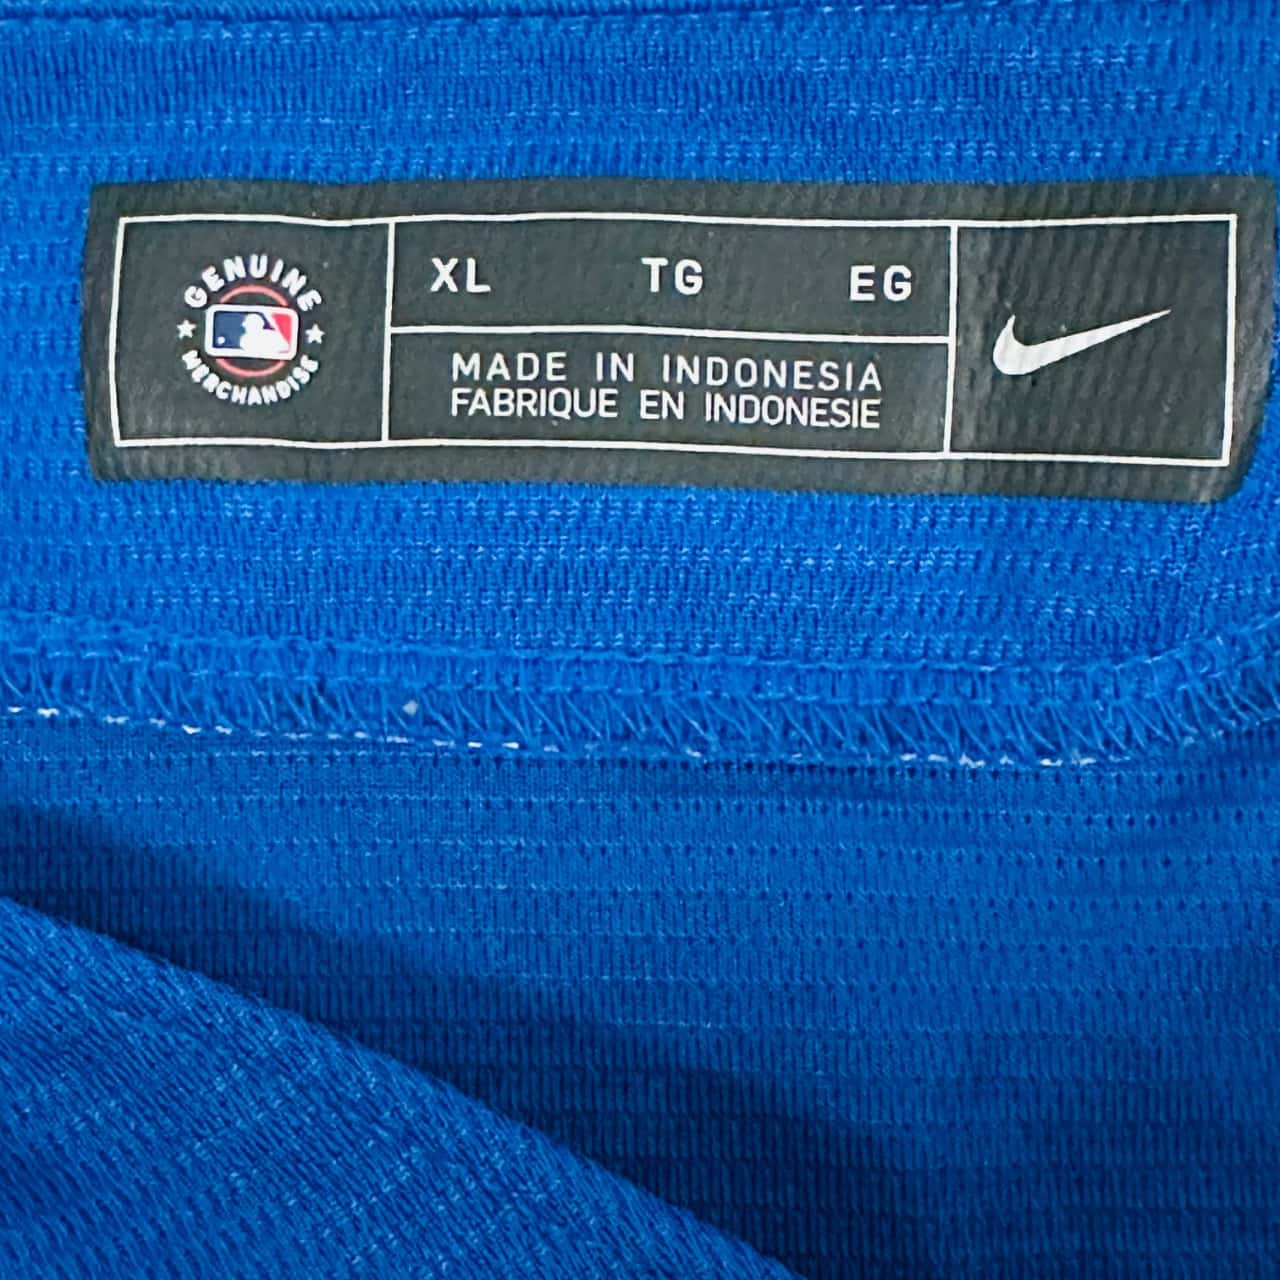 GENUINE
MERCHANDISE
XL TG EG
MADE IN INDONESIA
FABRIQUE EN INDONESIE